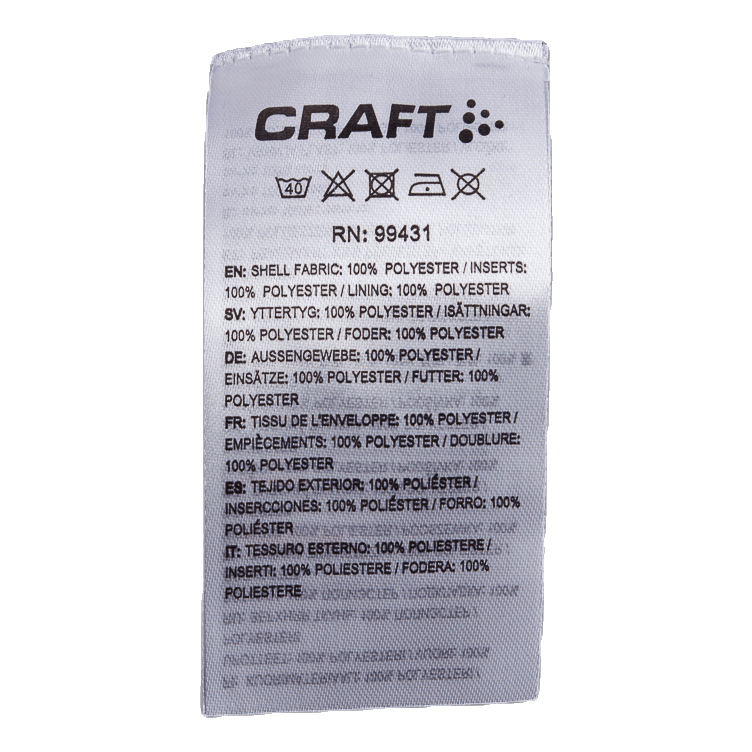 CRAFT
40
RN: 99431
EN: SHELL FABRIC: 100% POLYESTER / INSERTS:
100% POLYESTER / LINING: 100% POLYESTER
SV: YTTERTYG: 100% POLYESTER / ISÄTTNINGAR:
100% POLYESTER / FODER: 100% POLYESTER
DE: AUSSENGEWEBE: 100% POLYESTER /
EINSÄTZE: 100% POLYESTER / FUTTER: 100%
POLYESTER
FR: TISSU DE L'ENVELOPPE: 100% POLYESTER /
EMPIÈCEMENTS: 100% POLYESTER / DOUBLURE:
100% POLYESTER
ES: TEJIDO EXTERIOR: 100% POLIÉSTER /
INSERCCIONES: 100% POLIÉSTER / FORRO: 100%
POLIÉSTER
IT: TESSURO ESTERNO: 100% POLIESTERE /
INSERTI: 100% POLIESTERE / FODERA: 100%
POLIESTERE